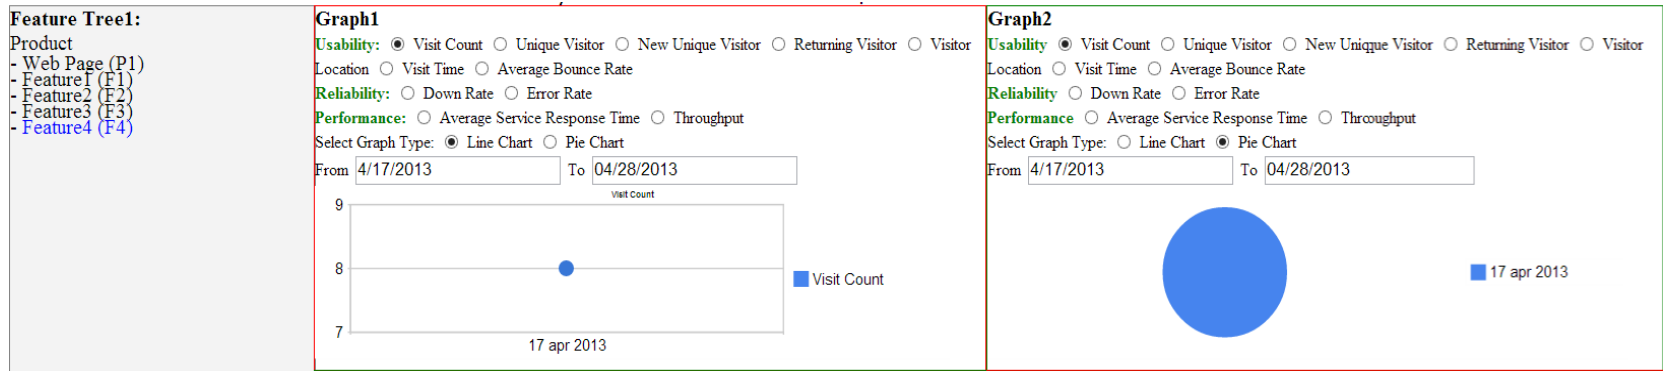 Feature Tree1:
Product
- Web Page (P1)
- Feature1 (F1)
- Feature2 (F2)
- Feature3 (F3)
- Feature4 (F4)
Graph1
Usability: Visit Count Unique Visitor New Unique Visitor Returning Visitor Visitor
Location Visit Time Average Bounce Rate
Reliability: Down Rate Error Rate
Performance: Average Service Response Time Throughput
Select Graph Type: Line Chart Pie Chart
From 4/17/2013 To 04/28/2013
Visit Count
9
8
7
17 apr 2013
Visit Count
Graph2
Usability Visit Count Unique Visitor New Unique Visitor Returning Visitor Visitor
Location Visit Time Average Bounce Rate
Reliability Down Rate Error Rate
Performance Average Service Response Time Throughput
Select Graph Type: Line Chart Pie Chart
From 4/17/2013 To 04/28/2013
17 apr 2013